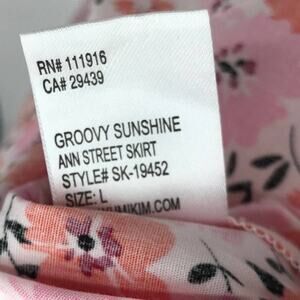 RN# 111916
CA# 29439
GROOVY SUNSHINE
ANN STREET SKIRT
STYLE# SK-19452
SIZE: L